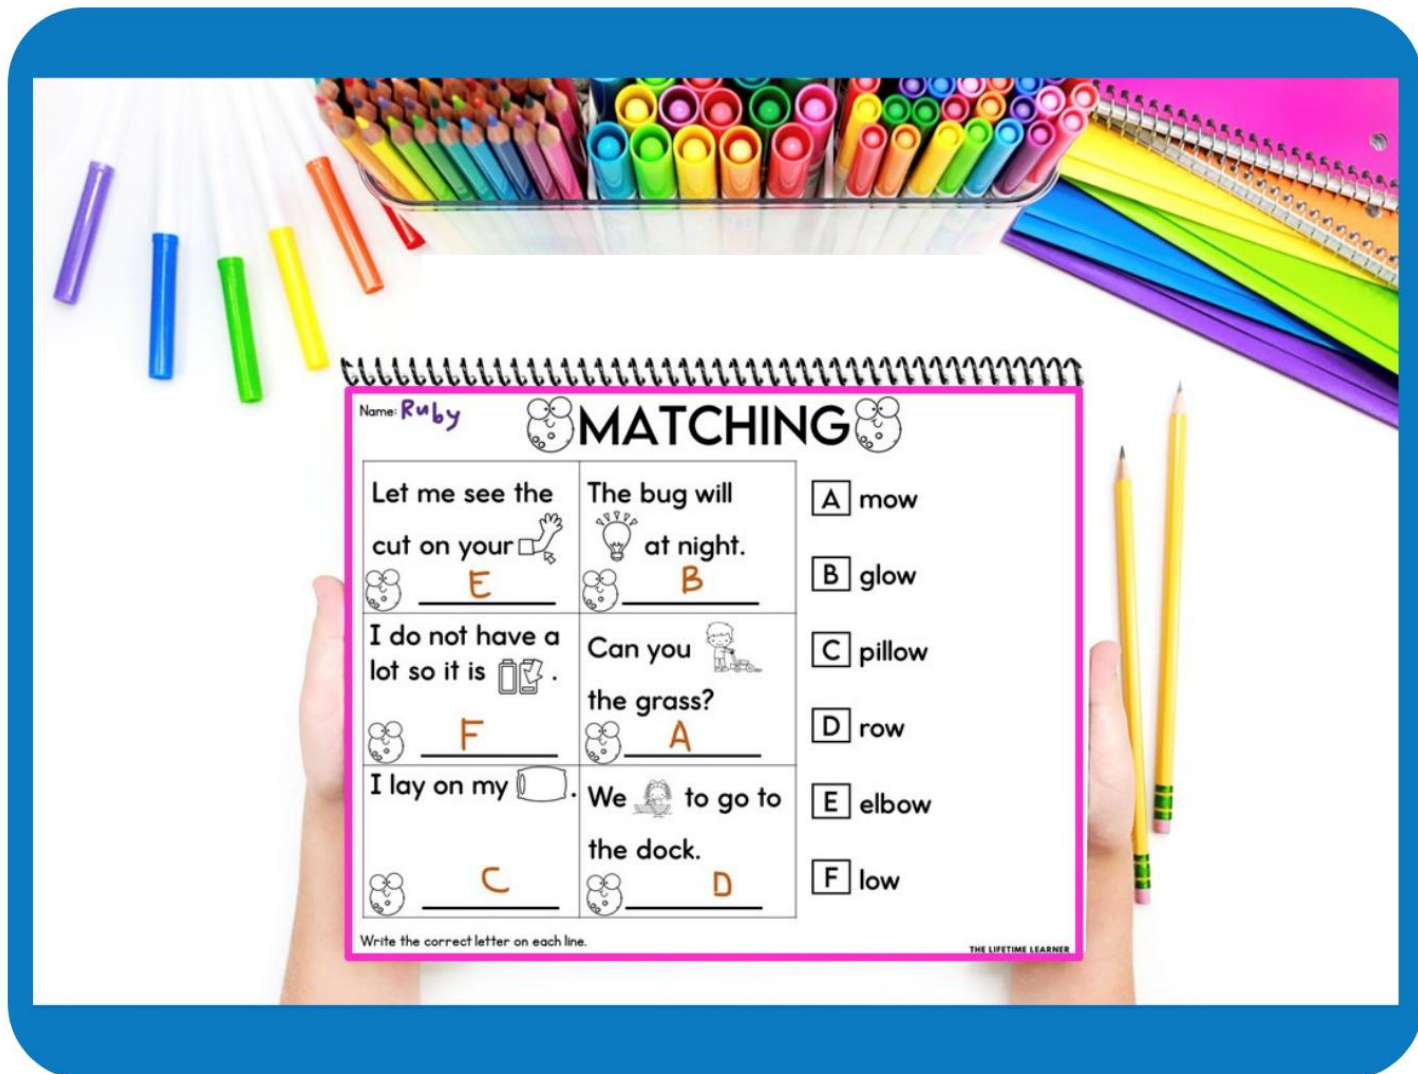 Name: Ruby
MATCHING
Let me see the
cut on your
E
The bug will
at night.
B
I do not have a
lot so it is .
F
Can you
the grass?
A
I lay on my .
C
We to go to
the dock.
D
A mow
B glow
C pillow
D row
E elbow
F low
Write the correct letter on each line.
THE LIFETIME LEARNER